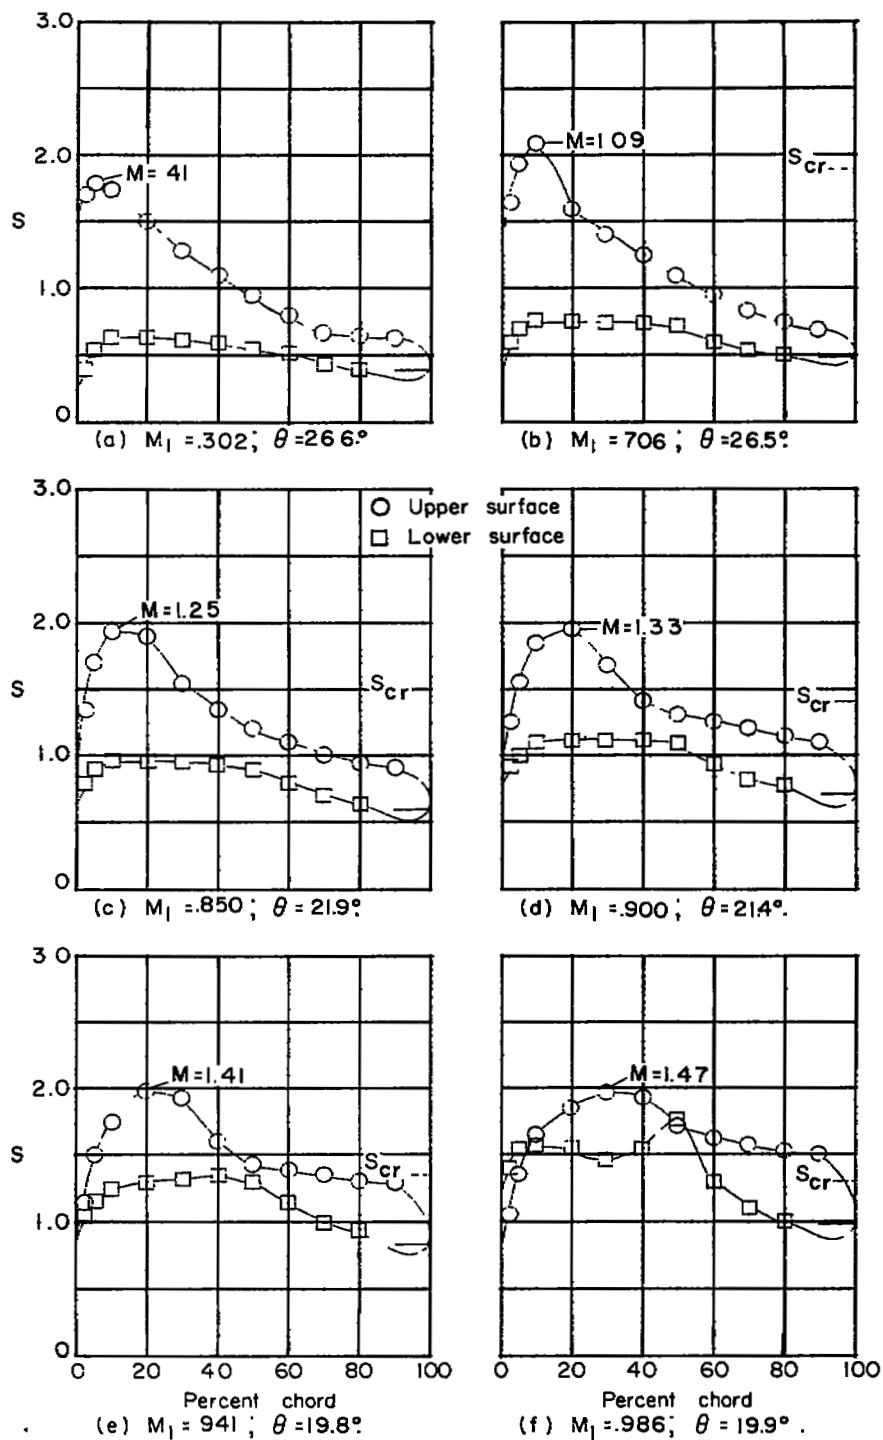 3.0
2.0
S
1.0
0
M = 41
(a) M1 = .302; θ = 26 6°
M = 1 09
Scr
(b) M1 = 706; θ = 26.5°
○ Upper surface
□ Lower surface
3.0
2.0
S
1.0
0
M = 1.25
Scr
(c) M1 = .850; θ = 21.9°
M = 1.33
Scr
(d) M1 = .900; θ = 21.4°.
3 0
2.0
S
1.0
0
M = 1.41
Scr
0 20 40 60 80 100
Percent chord
(e) M1 = 941; θ = 19.8°
M = 1.47
Scr
0 20 40 60 80 100
Percent chord
(f) M1 = .986; θ = 19.9°.